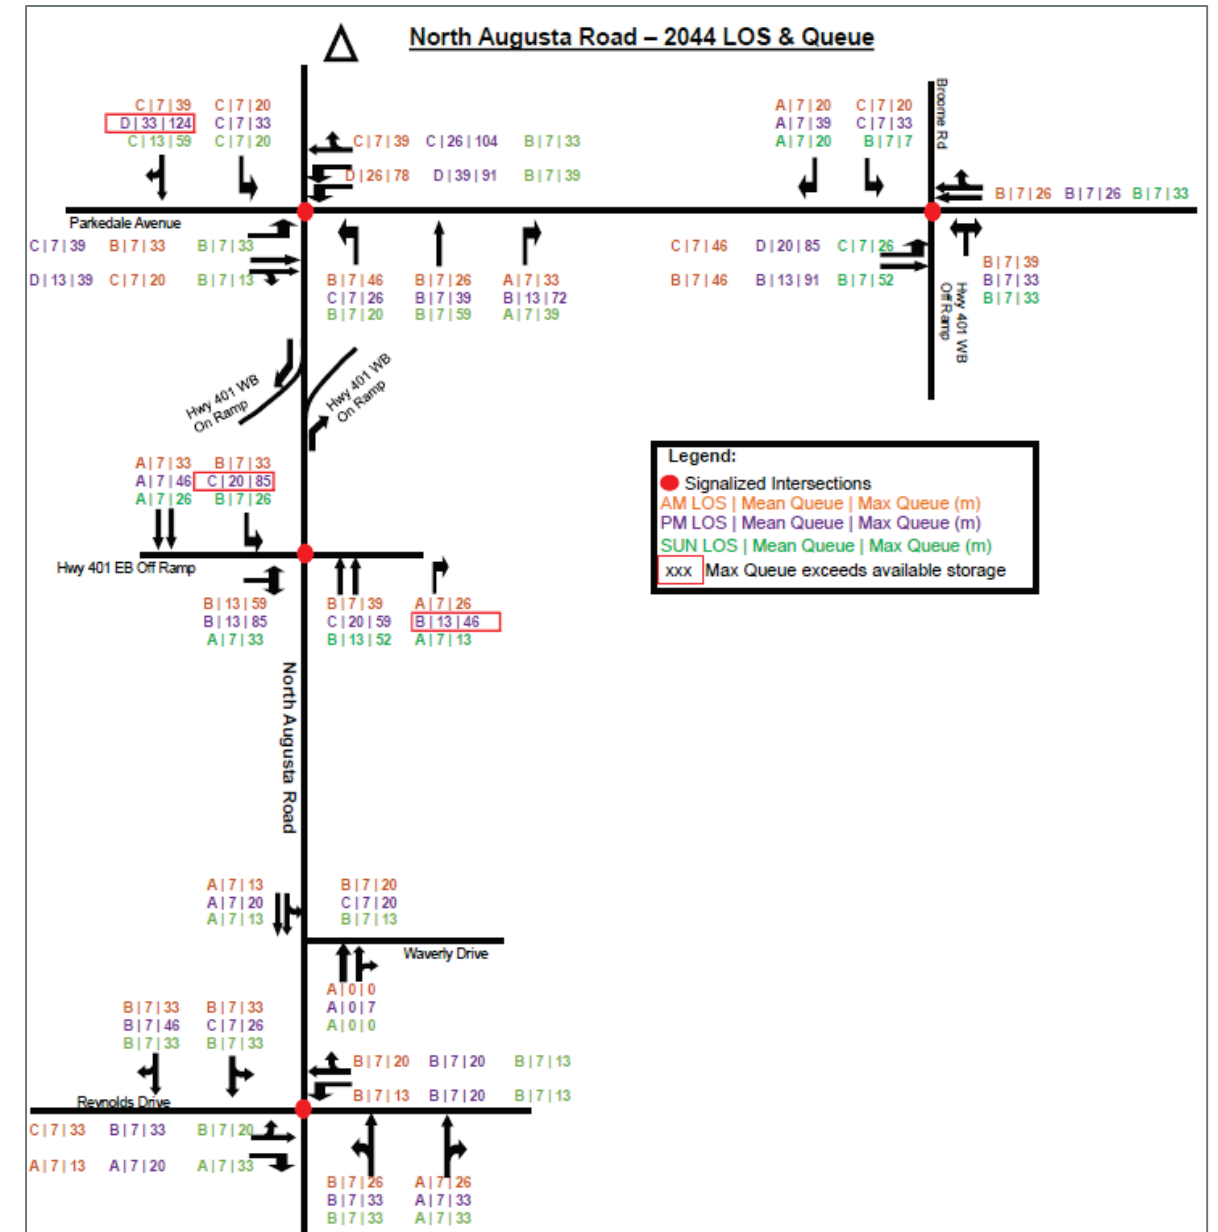 North Augusta Road – 2044 LOS & Queue
C | 7 | 39 C | 7 | 20
D | 33 | 124 C | 7 | 33
C | 13 | 59 C | 7 | 20
C | 7 | 39 C | 26 | 104 B | 7 | 33
D | 26 | 78 D | 39 | 91 B | 7 | 39
A | 7 | 20 C | 7 | 20
A | 7 | 39 C | 7 | 33
A | 7 | 20 B | 7 | 7
Broome Rd
B | 7 | 26 B | 7 | 26 B | 7 | 33
Parkedale Avenue
C | 7 | 39 B | 7 | 33 B | 7 | 33
D | 13 | 39 C | 7 | 20 B | 7 | 13
B | 7 | 46 B | 7 | 26 A | 7 | 33
C | 7 | 26 B | 7 | 39 B | 13 | 72
B | 7 | 20 B | 7 | 59 A | 7 | 39
C | 7 | 46 D | 20 | 85 C | 7 | 26
B | 7 | 46 B | 13 | 91 B | 7 | 52
B | 7 | 39
B | 7 | 33
B | 7 | 33
Hwy 401 WB
Off Ramp
Hwy 401 WB
On Ramp
Hwy 401 WB
On Ramp
A | 7 | 33 B | 7 | 33
A | 7 | 46 C | 20 | 85
A | 7 | 26 B | 7 | 26
Legend:
Signalized Intersections
AM LOS | Mean Queue | Max Queue (m)
PM LOS | Mean Queue | Max Queue (m)
SUN LOS | Mean Queue | Max Queue (m)
xxx Max Queue exceeds available storage
Hwy 401 EB Off Ramp
B | 13 | 59 B | 7 | 39 A | 7 | 26
B | 13 | 85 C | 20 | 59 B | 13 | 46
A | 7 | 33 B | 13 | 52 A | 7 | 13
North Augusta Road
A | 7 | 13 B | 7 | 20
A | 7 | 20 C | 7 | 20
A | 7 | 13 B | 7 | 13
Waverly Drive
A | 0 | 0
A | 0 | 7
A | 0 | 0
B | 7 | 33 B | 7 | 33
B | 7 | 46 C | 7 | 26
B | 7 | 33 B | 7 | 33
B | 7 | 20 B | 7 | 20 B | 7 | 13
B | 7 | 13 B | 7 | 20 B | 7 | 13
Reynolds Drive
C | 7 | 33 B | 7 | 33 B | 7 | 20
A | 7 | 13 A | 7 | 20 A | 7 | 33
B | 7 | 26 A | 7 | 26
B | 7 | 33 A | 7 | 33
B | 7 | 33 A | 7 | 33